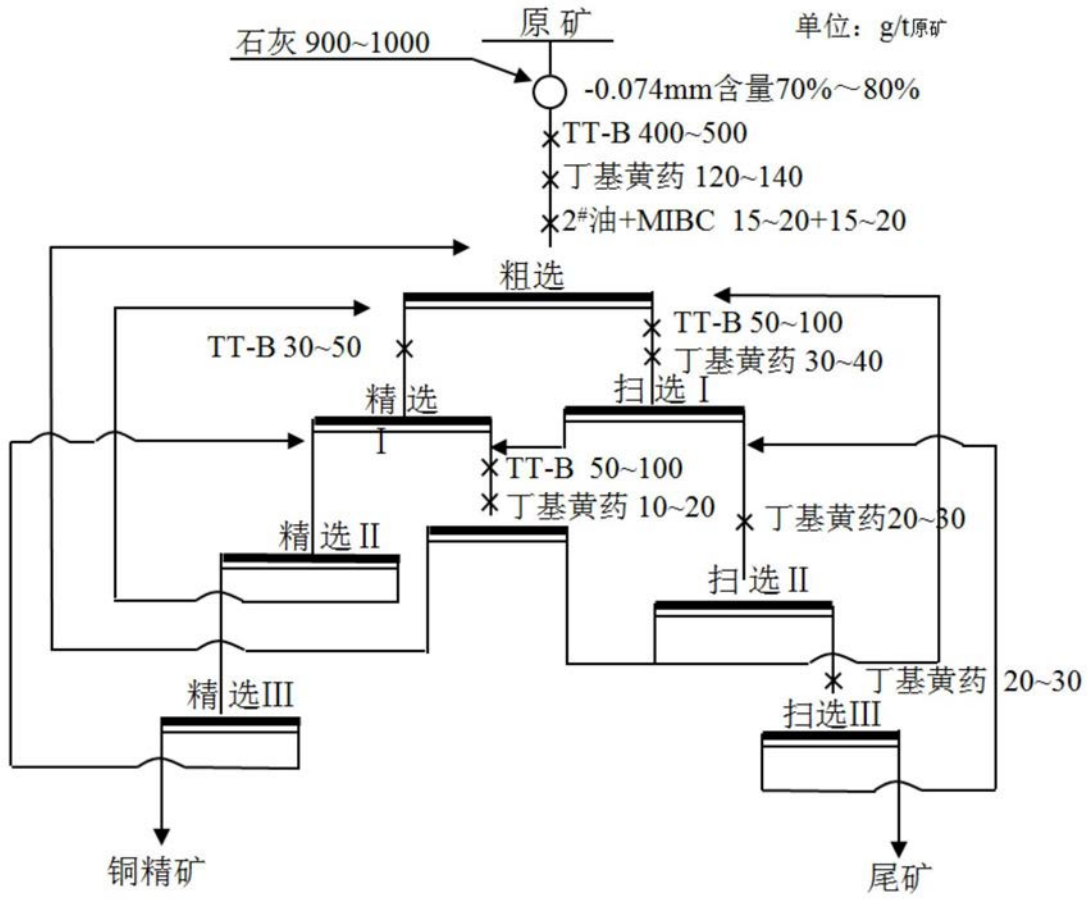 原 矿
单位：g/t原矿
石灰 900~1000
-0.074mm含量70%～80%
TT-B 400~500
丁基黄药 120~140
2#油+MIBC 15~20+15~20
粗选
TT-B 50~100
TT-B 30~50
丁基黄药 30~40
精 选
I
扫 选 I
TT-B 50~100
丁基黄药 10~20
丁基黄药20~30
精 选 II
扫 选 II
精 选III
丁基黄药 20~30
扫选III
铜精矿
尾矿